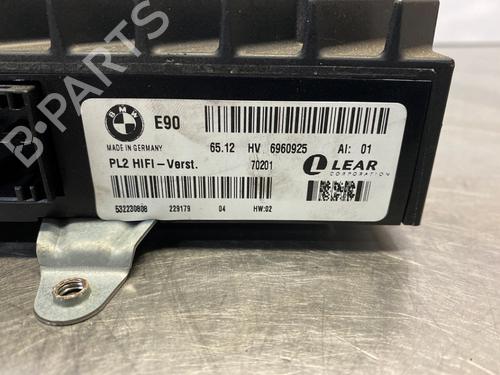 BMW
E90
MADE IN GERMANY
65.12 HV 6960925 AI: 01
PL2 HIFI-Verst. 70201
LEAR
CORPORATION
532230808 229179 04 HW:02
B-PARTS